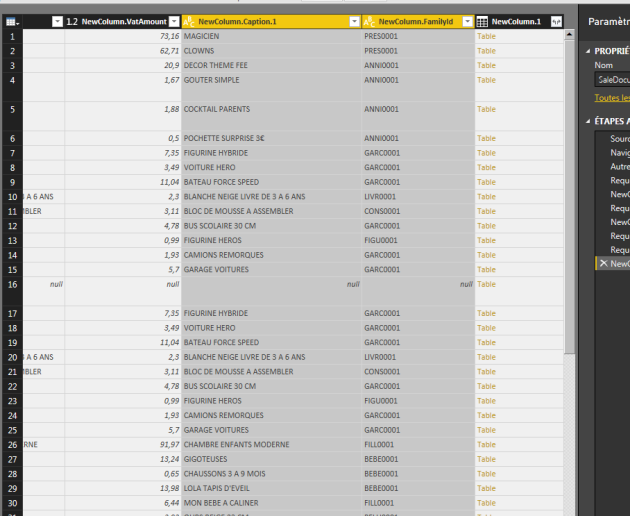 1.2 NewColumn.VatAmount NewColumn.Caption.1 NewColumn.FamilyId NewColumn.1
1 73,16 MAGICIEN PRES0001 Table
2 62,71 CLOWNS PRES0001 Table
3 20,9 DECOR THEME FEE ANNI0001 Table
4 1,67 GOUTER SIMPLE ANNI0001 Table
5 1,88 COCKTAIL PARENTS ANNI0001 Table
6 0,5 POCHETTE SURPRISE 3€ ANNI0001 Table
7 7,35 FIGURINE HYBRIDE GARC0001 Table
8 3,49 VOITURE HERO GARC0001 Table
9 11,04 BATEAU FORCE SPEED GARC0001 Table
10 A 6 ANS 2,3 BLANCHE NEIGE LIVRE DE 3 A 6 ANS LIVR0001 Table
11 MBLER 3,11 BLOC DE MOUSSE A ASSEMBLER CONS0001 Table
12 4,78 BUS SCOLAIRE 30 CM GARC0001 Table
13 0,99 FIGURINE HEROS FIGU0001 Table
14 1,93 CAMIONS REMORQUES GARC0001 Table
15 5,7 GARAGE VOITURES GARC0001 Table
16 null null null null Table
17 7,35 FIGURINE HYBRIDE GARC0001 Table
18 3,49 VOITURE HERO GARC0001 Table
19 11,04 BATEAU FORCE SPEED GARC0001 Table
20 A 6 ANS 2,3 BLANCHE NEIGE LIVRE DE 3 A 6 ANS LIVR0001 Table
21 MBLER 3,11 BLOC DE MOUSSE A ASSEMBLER CONS0001 Table
22 4,78 BUS SCOLAIRE 30 CM GARC0001 Table
23 0,99 FIGURINE HEROS FIGU0001 Table
24 1,93 CAMIONS REMORQUES GARC0001 Table
25 5,7 GARAGE VOITURES GARC0001 Table
26 RNE 91,97 CHAMBRE ENFANTS MODERNE FILL0001 Table
27 13,24 GIGOTEUSES BEBE0001 Table
28 0,65 CHAUSSONS 3 A 9 MOIS BEBE0001 Table
29 13,98 LOLA TAPIS D'EVEIL BEBE0001 Table
30 6,44 MON BEBE A CALINER FILL0001 Table
Paramètr
PROPRIÉ
Nom
SaleDocu
Toutes les
ÉTAPES A
Sourc
Navig
Autre
Requ
NewC
Requ
NewC
Requ
Requ
NewC